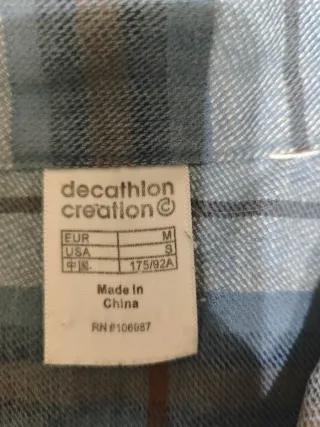 decathlon
creation ©
EUR M
USA S
中国. 175/92A
Made In
China
RN #106987